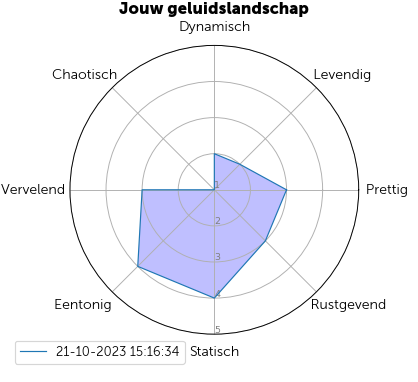 Jouw geluidslandschap
Dynamisch
Chaotisch
Levendig
Vervelend
1
Prettig
2
3
4
Eentonig
Rustgevend
5
21-10-2023 15:16:34
Statisch